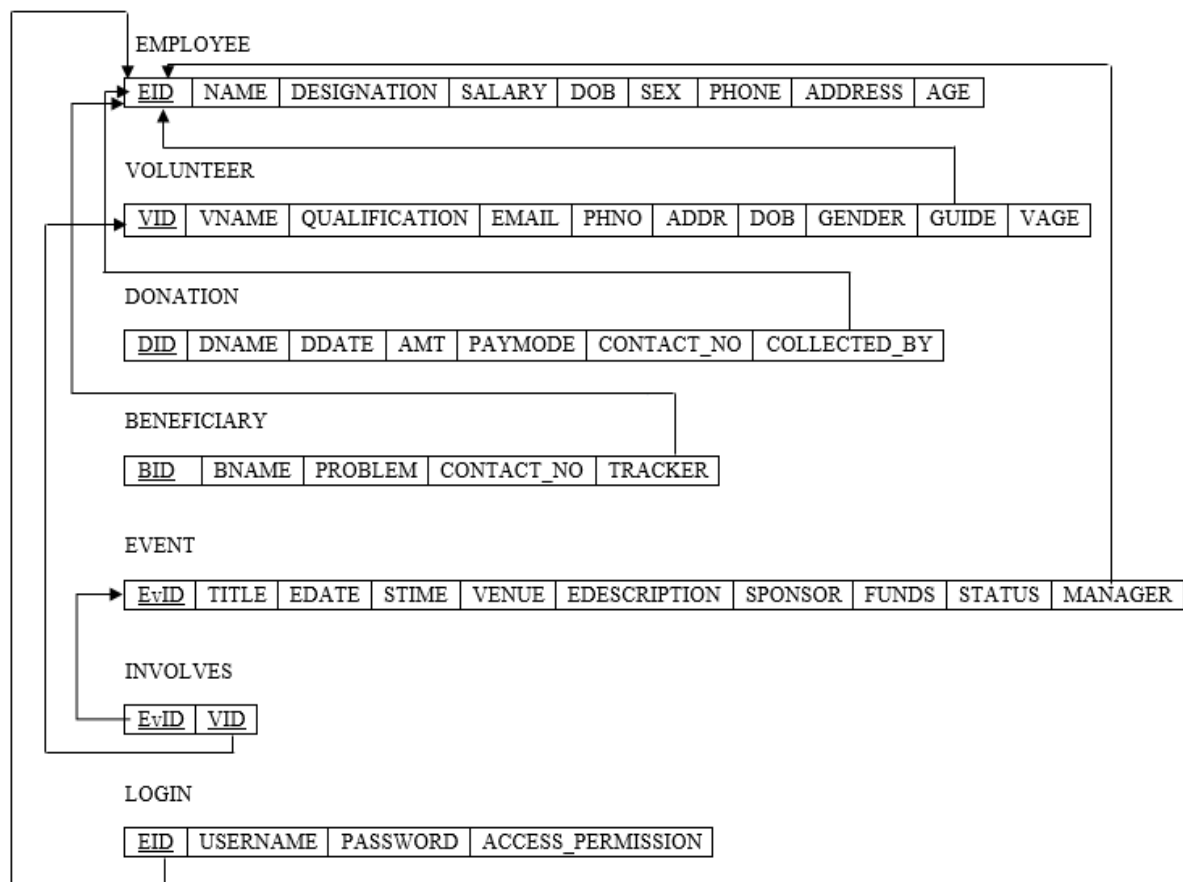 EMPLOYEE
EID NAME DESIGNATION SALARY DOB SEX PHONE ADDRESS AGE
VOLUNTEER
VID VNAME QUALIFICATION EMAIL PHNO ADDR DOB GENDER GUIDE VAGE
DONATION
DID DNAME DDATE AMT PAYMODE CONTACT_NO COLLECTED_BY
BENEFICIARY
BID BNAME PROBLEM CONTACT_NO TRACKER
EVENT
EvID TITLE EDATE STIME VENUE EDESCRIPTION SPONSOR FUNDS STATUS MANAGER
INVOLVES
EvID VID
LOGIN
EID USERNAME PASSWORD ACCESS_PERMISSION